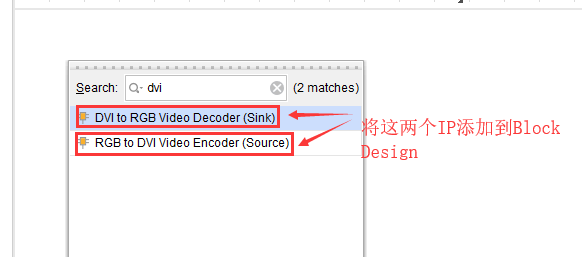 Search: dvi (2 matches)
DVI to RGB Video Decoder (Sink)
RGB to DVI Video Encoder (Source)
将这两个IP添加到Block
Design